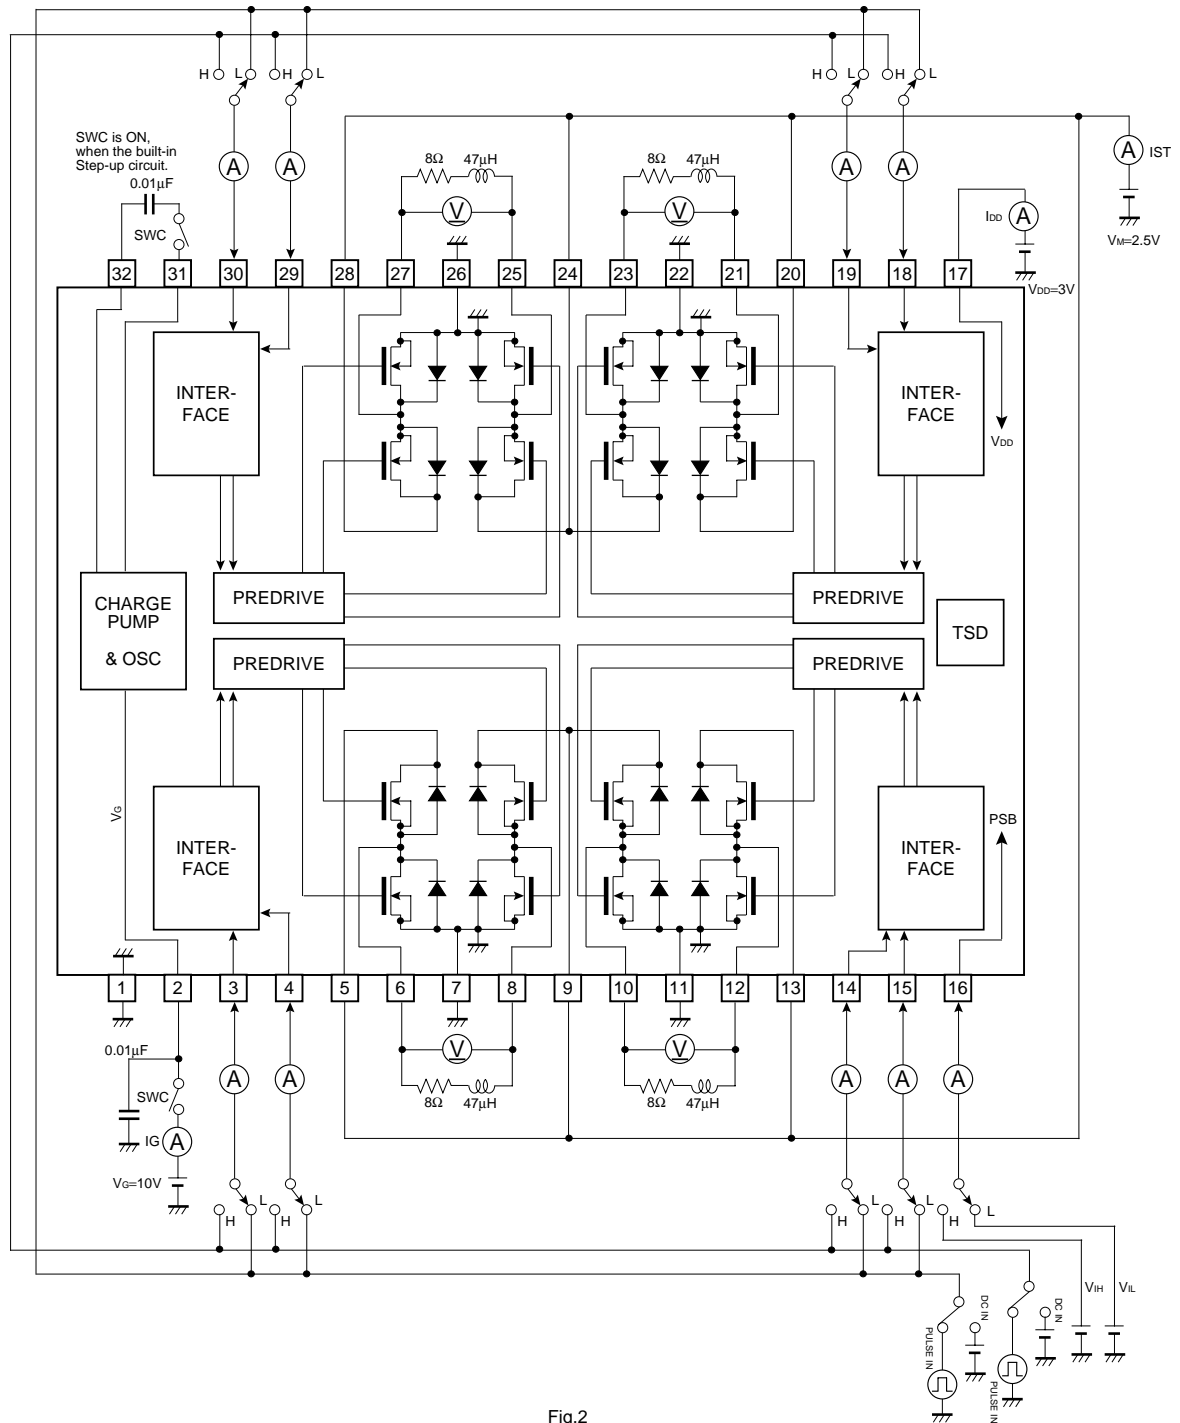 H L H L
H L H L
SWC is ON,
when the built-in
Step-up circuit.
0.01μF
SWC
A A
8Ω 47μH
V
8Ω 47μH
V
A A
A IST
IDD A
VM=2.5V
VDD=3V
32 31 30 29 28 27 26 25 24 23 22 21 20 19 18 17
INTER-
FACE
INTER-
FACE
VDD
CHARGE
PUMP
& OSC
PREDRIVE
PREDRIVE
TSD
PREDRIVE
PREDRIVE
VG
INTER-
FACE
INTER-
FACE
PSB
1 2 3 4 5 6 7 8 9 10 11 12 13 14 15 16
0.01μF
SWC
IG A
VG=10V
A A
V
8Ω 47μH
V
8Ω 47μH
A A A
H L H L
H L H L H L
VIH
VIL
PULSE IN
DC IN
PULSE IN
DC IN
Fig.2